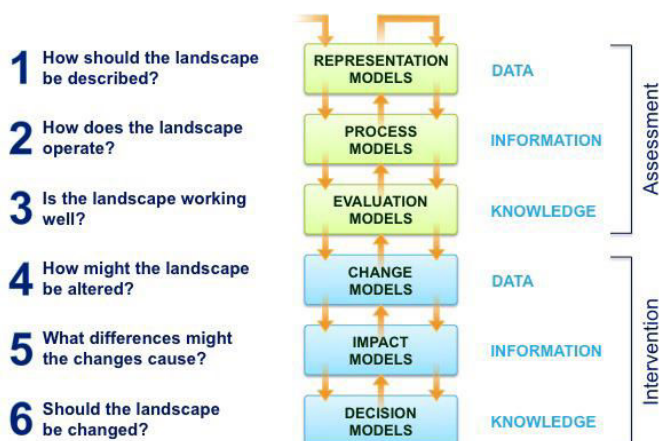 1 How should the landscape
be described?
REPRESENTATION
MODELS
DATA
2 How does the landscape
operate?
PROCESS
MODELS
INFORMATION
3 Is the landscape working
well?
EVALUATION
MODELS
KNOWLEDGE
Assessment
4 How might the landscape
be altered?
CHANGE
MODELS
DATA
5 What differences might
the changes cause?
IMPACT
MODELS
INFORMATION
6 Should the landscape
be changed?
DECISION
MODELS
KNOWLEDGE
Intervention